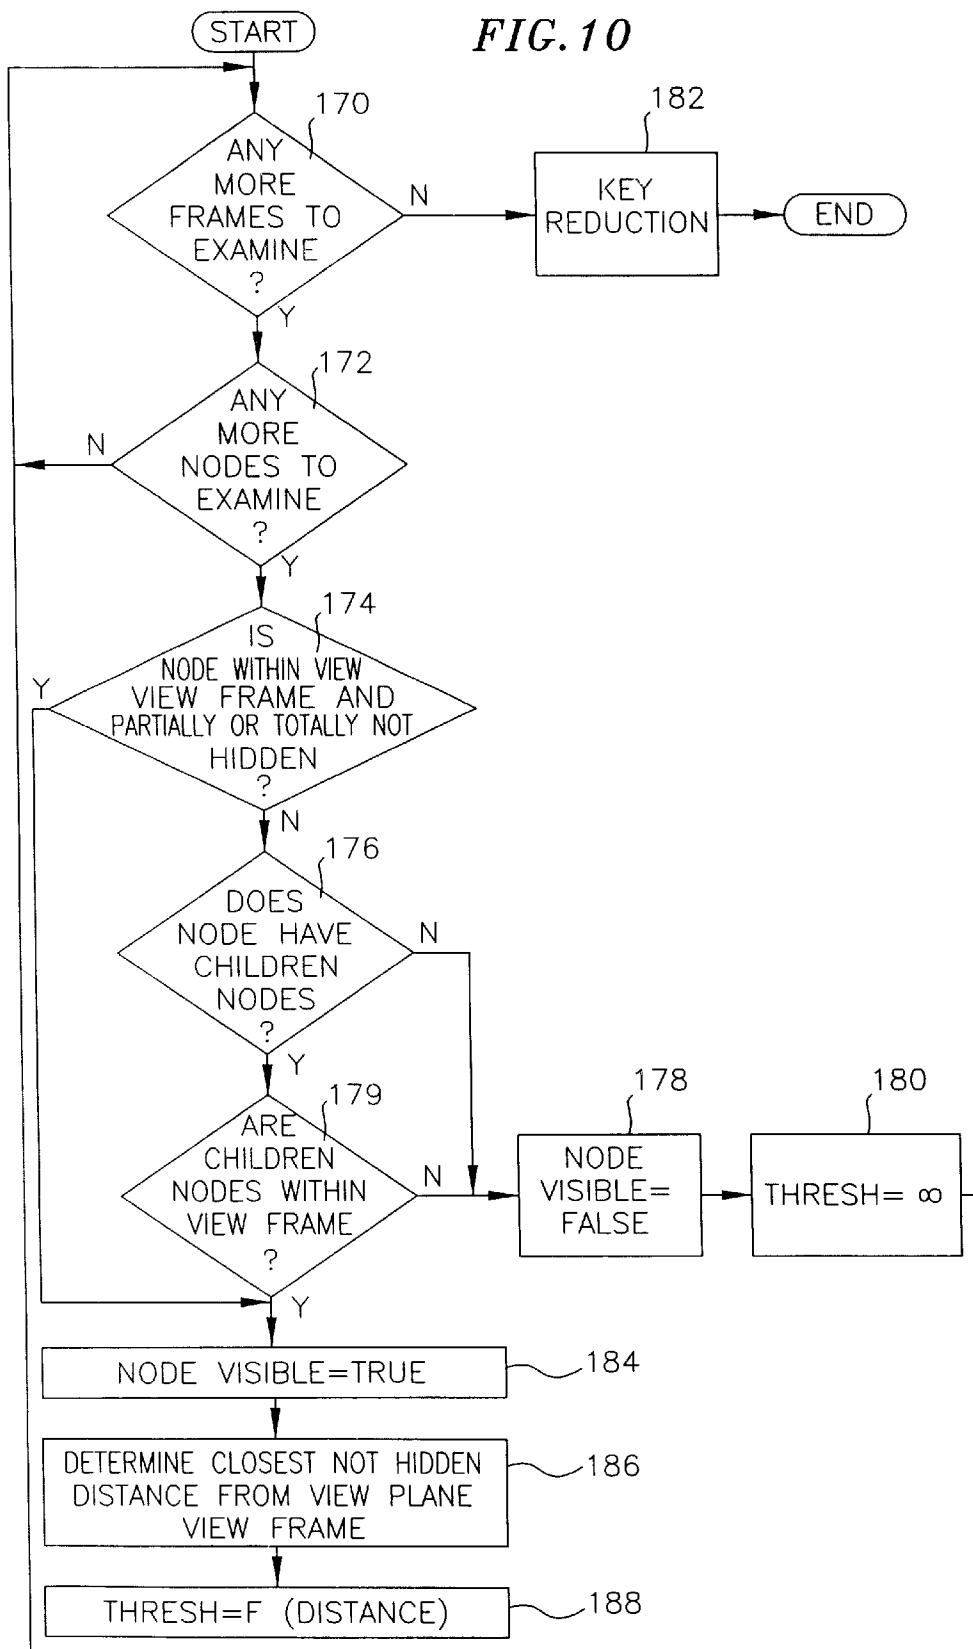 START
FIG. 10
170
ANY
MORE
FRAMES TO
EXAMINE
?
N
Y
182
KEY
REDUCTION
END
172
ANY
MORE
NODES TO
EXAMINE
?
N
Y
174
IS
NODE WITHIN VIEW
VIEW FRAME AND
PARTIALLY OR TOTALLY NOT
HIDDEN
?
Y
N
176
DOES
NODE HAVE
CHILDREN
NODES
?
N
Y
179
ARE
CHILDREN
NODES WITHIN
VIEW FRAME
?
N
Y
178
NODE
VISIBLE=
FALSE
180
THRESH= ∞
NODE VISIBLE=TRUE
184
DETERMINE CLOSEST NOT HIDDEN
DISTANCE FROM VIEW PLANE
VIEW FRAME
186
THRESH=F (DISTANCE)
188